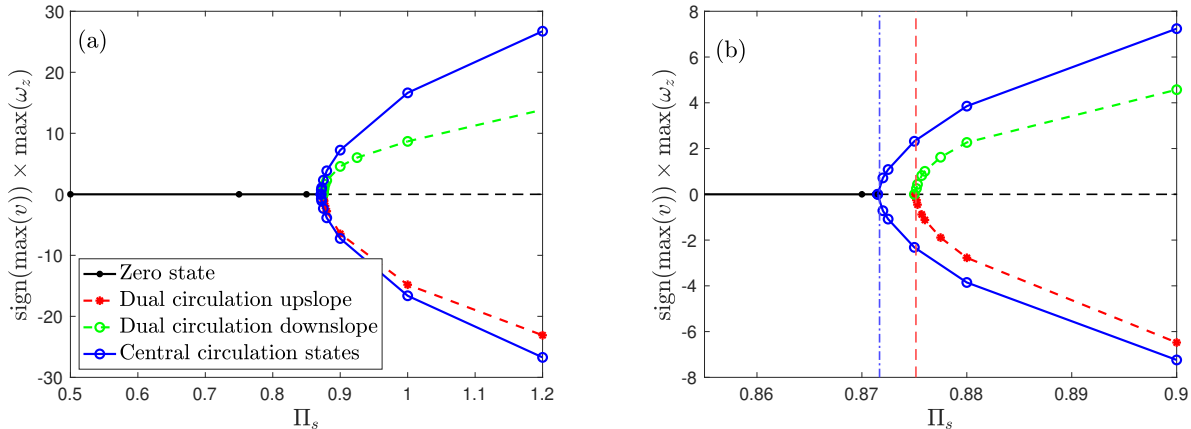 (a)
sign(max(v)) × max(ω_z)
30
20
10
0
-10
-20
-30
Zero state
Dual circulation upslope
Dual circulation downslope
Central circulation states
0.5
0.6
0.7
0.8
0.9
1
1.1
1.2
Π_s
(b)
sign(max(v)) × max(ω_z)
8
6
4
2
0
-2
-4
-6
-8
0.86
0.87
0.88
0.89
0.9
Π_s